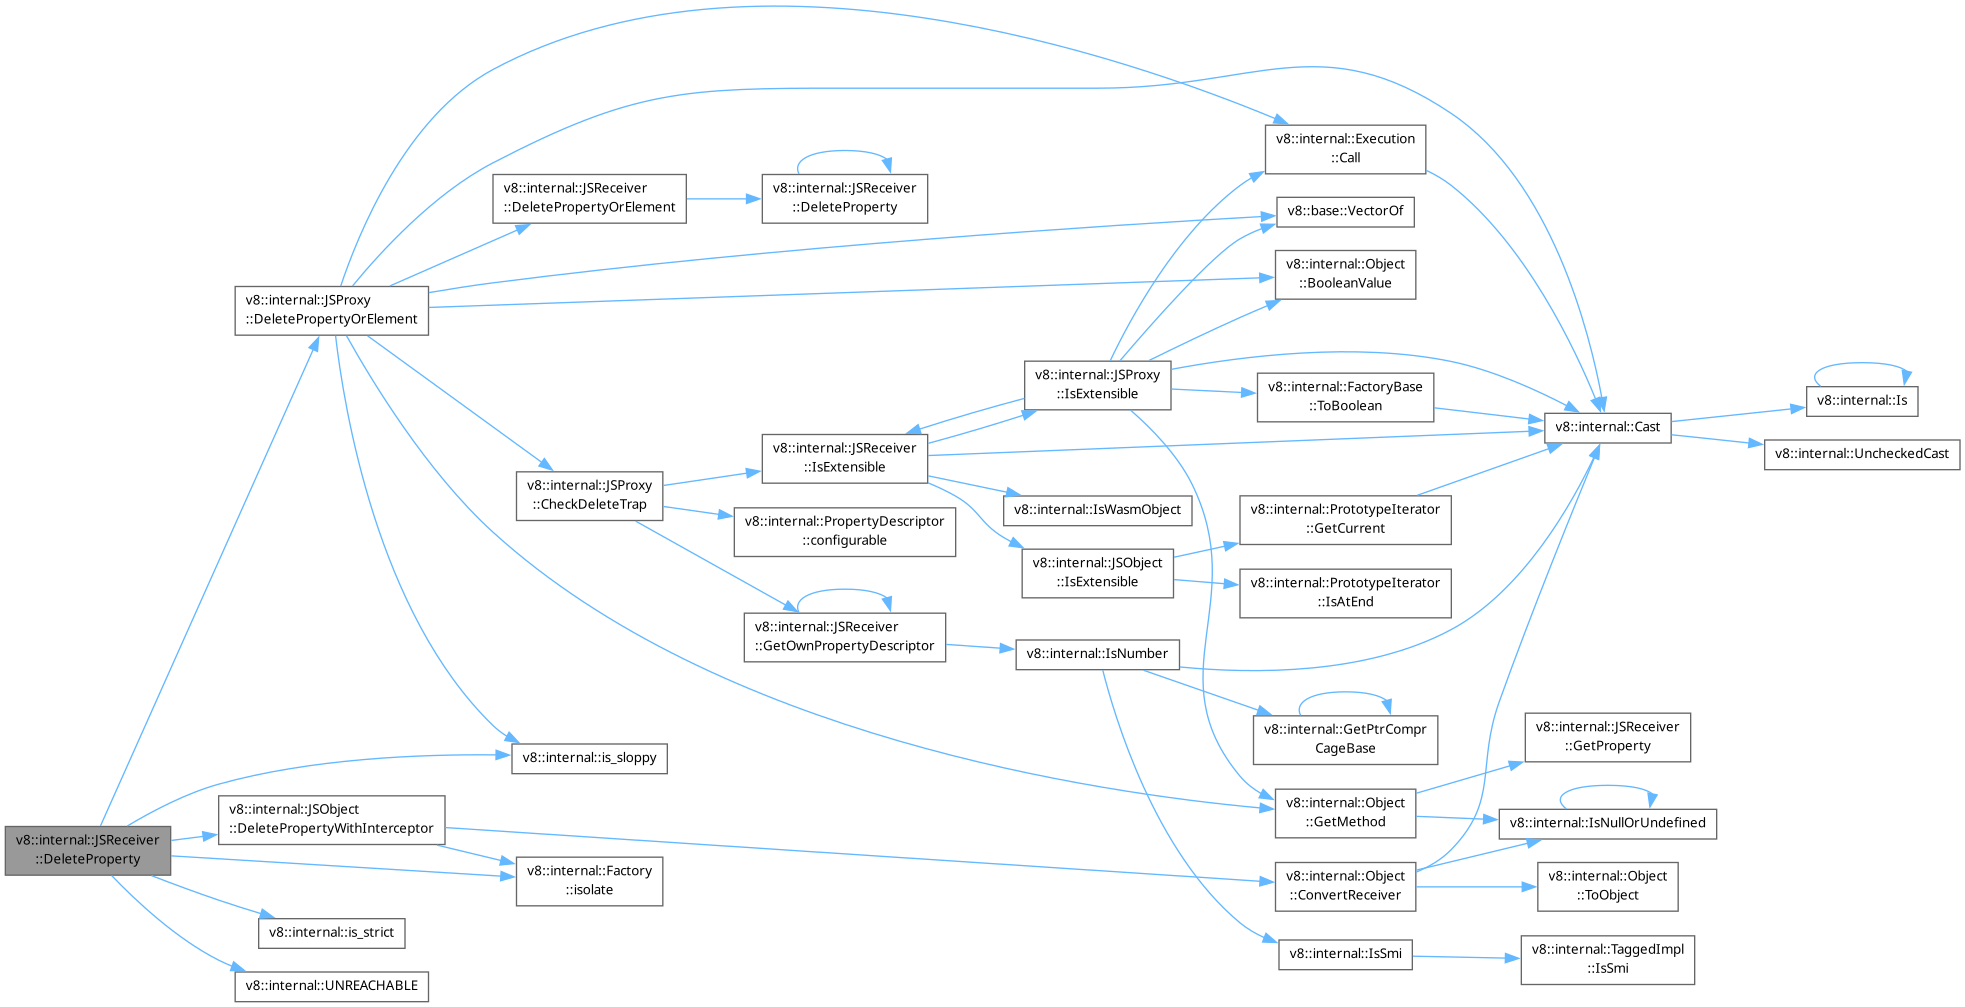 v8::internal::JSReceiver
::DeleteProperty
v8::internal::JSProxy
::DeletePropertyOrElement
v8::internal::JSObject
::DeletePropertyWithInterceptor
v8::internal::is_strict
v8::internal::UNREACHABLE
v8::internal::JSReceiver
::DeletePropertyOrElement
v8::internal::JSProxy
::CheckDeleteTrap
v8::internal::is_sloppy
v8::internal::Factory
::isolate
v8::internal::JSReceiver
::DeleteProperty
v8::internal::JSReceiver
::IsExtensible
v8::internal::PropertyDescriptor
::configurable
v8::internal::JSReceiver
::GetOwnPropertyDescriptor
v8::internal::JSProxy
::IsExtensible
v8::internal::IsWasmObject
v8::internal::JSObject
::IsExtensible
v8::internal::IsNumber
v8::internal::Execution
::Call
v8::base::VectorOf
v8::internal::Object
::BooleanValue
v8::internal::FactoryBase
::ToBoolean
v8::internal::PrototypeIterator
::GetCurrent
v8::internal::PrototypeIterator
::IsAtEnd
v8::internal::GetPtrCompr
CageBase
v8::internal::Object
::GetMethod
v8::internal::Object
::ConvertReceiver
v8::internal::IsSmi
v8::internal::Cast
v8::internal::JSReceiver
::GetProperty
v8::internal::IsNullOrUndefined
v8::internal::Object
::ToObject
v8::internal::TaggedImpl
::IsSmi
v8::internal::Is
v8::internal::UncheckedCast